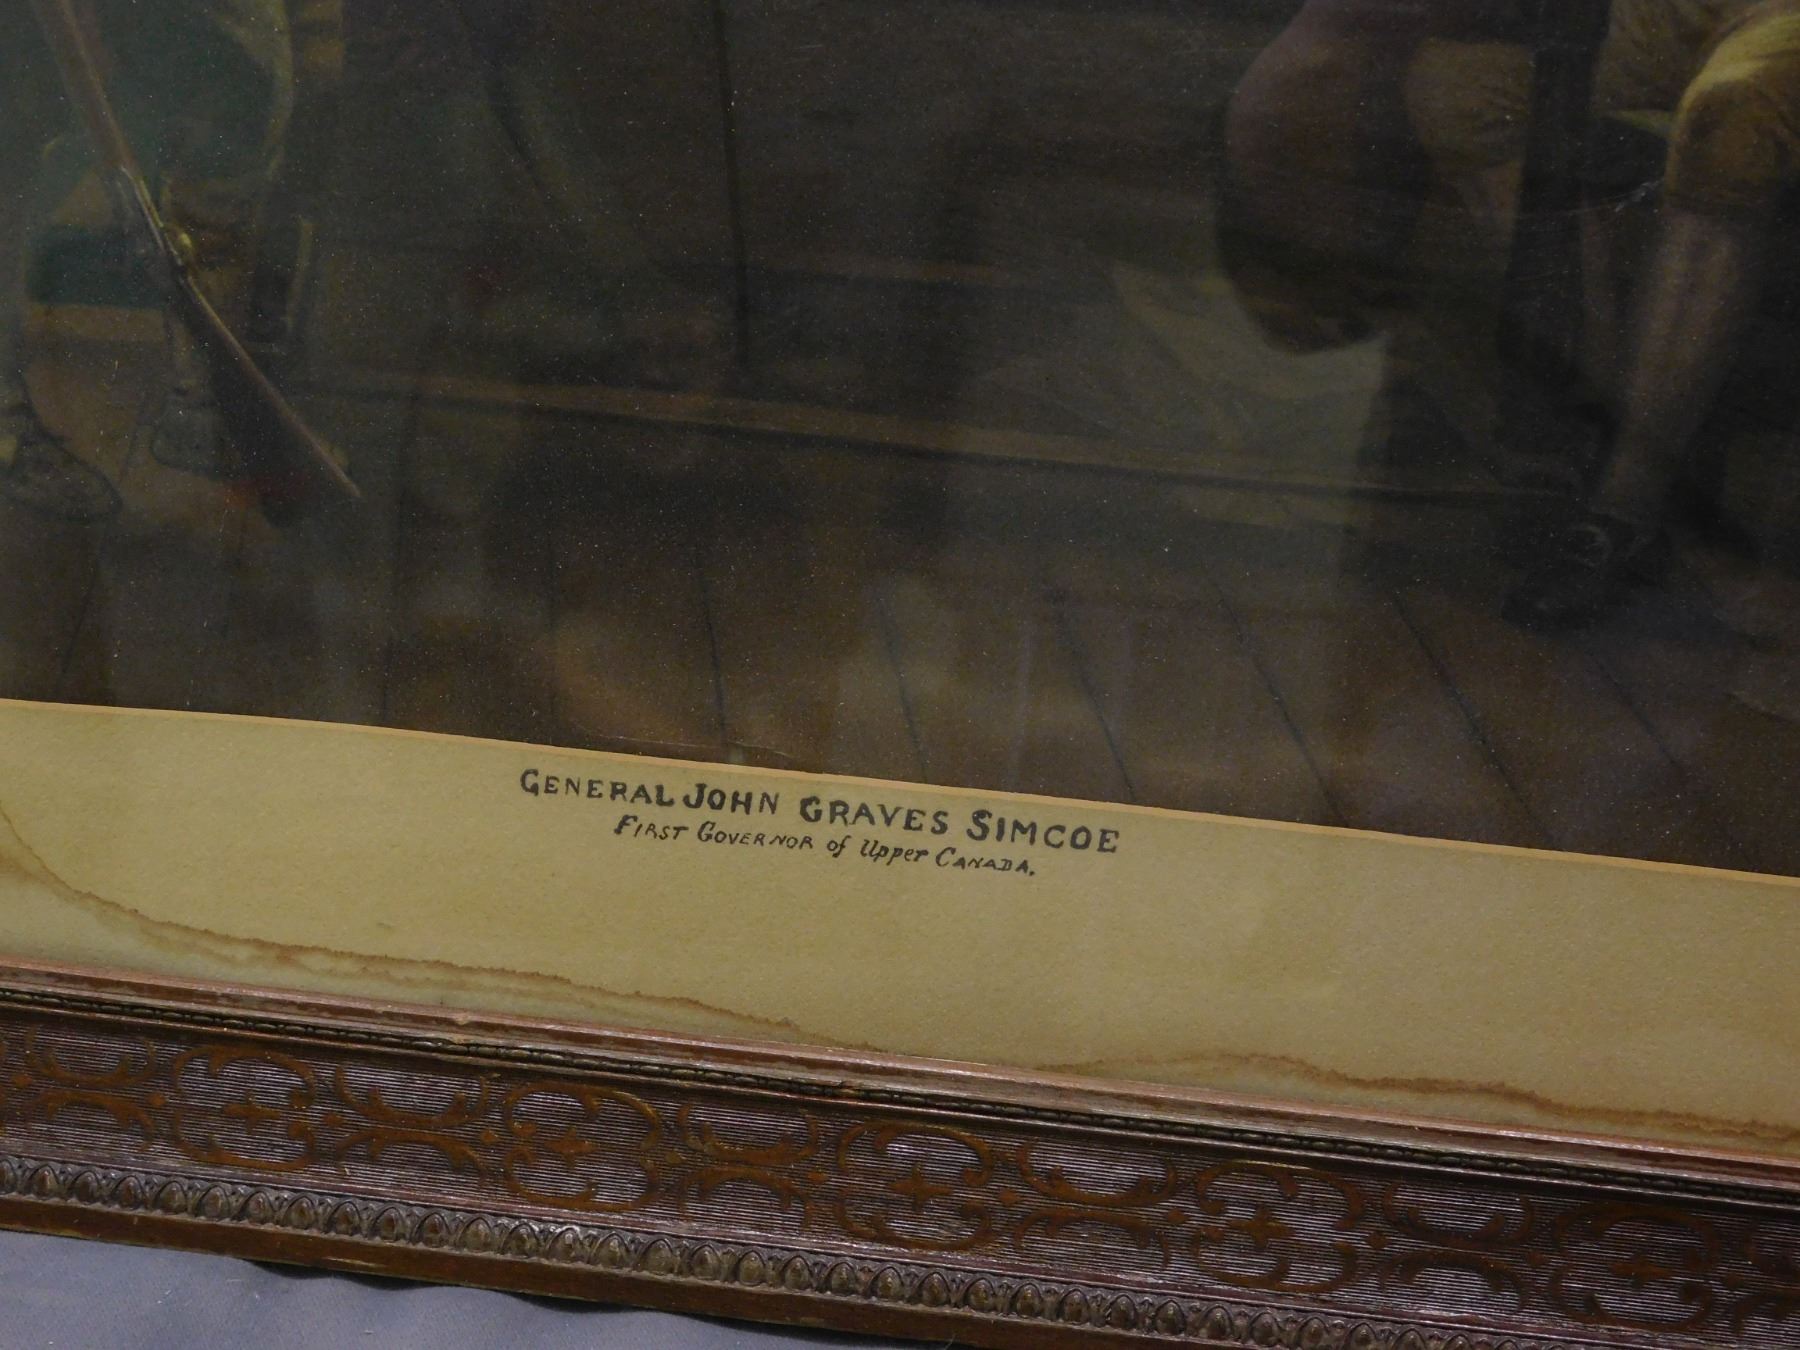 GENERAL JOHN GRAVES SIMCOE
FIRST GOVERNOR of Upper CANADA.